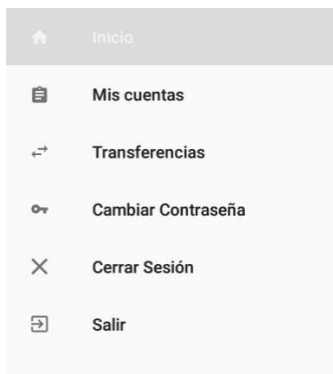 Inicio
Mis cuentas
Transferencias
Cambiar Contraseña
Cerrar Sesión
Salir